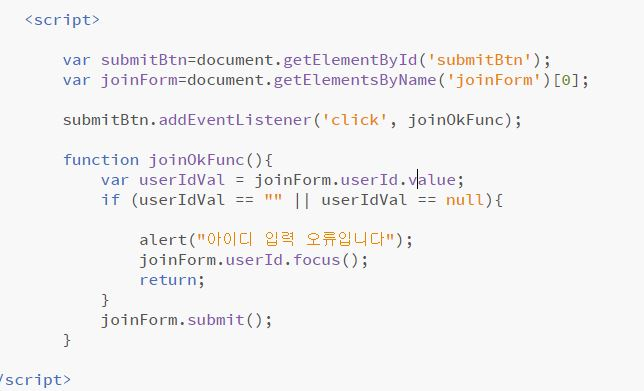 <script>
var submitBtn=document.getElementById('submitBtn');
var joinForm=document.getElementsByName('joinForm')[0];
submitBtn.addEventListener('click', joinOkFunc);
function joinOkFunc(){
var userIdVal = joinForm.userId.value;
if (userIdVal == "" || userIdVal == null){
alert("아이디 입력 오류입니다");
joinForm.userId.focus();
return;
}
joinForm.submit();
}
/script>